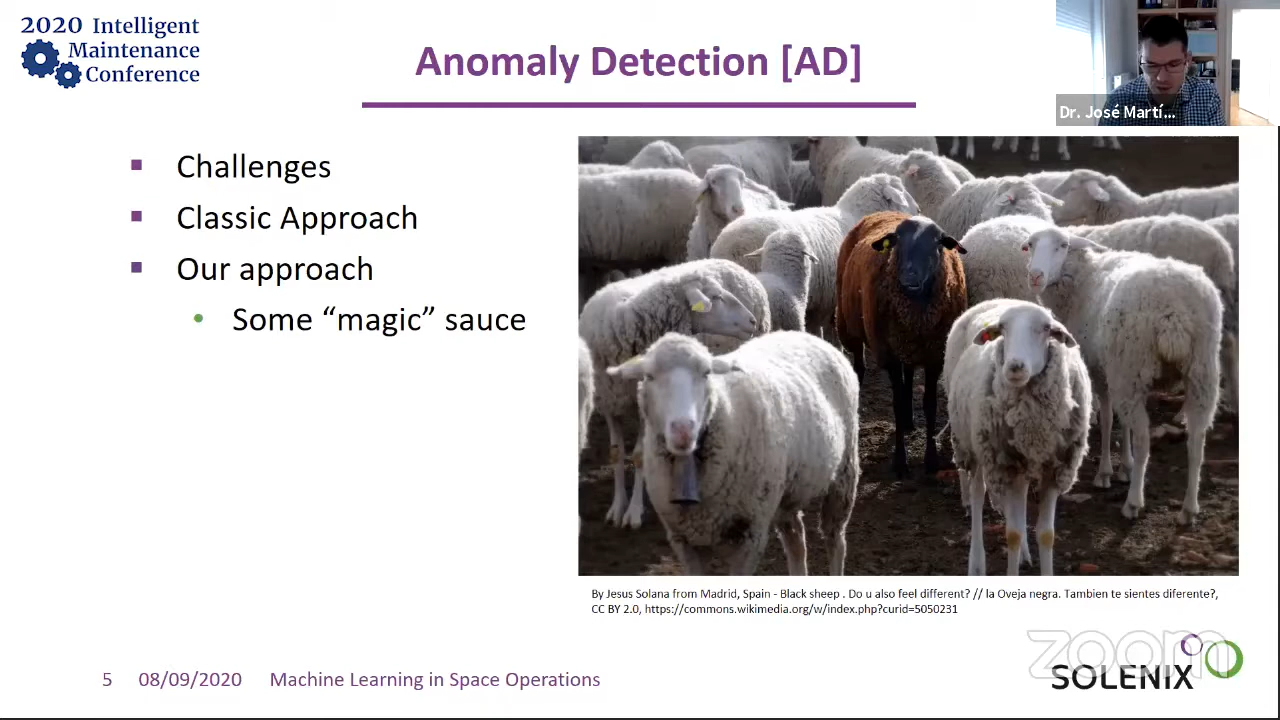 2020 Intelligent
Maintenance
Conference
Anomaly Detection [AD]
Dr. José Martí...
Challenges
Classic Approach
Our approach
Some “magic” sauce
By Jesus Solana from Madrid, Spain - Black sheep . Do u also feel different? // la Oveja negra. Tambien te sientes diferente?,
CC BY 2.0, https://commons.wikimedia.org/w/index.php?curid=5050231
zoom
SOLENIX
5 08/09/2020 Machine Learning in Space Operations